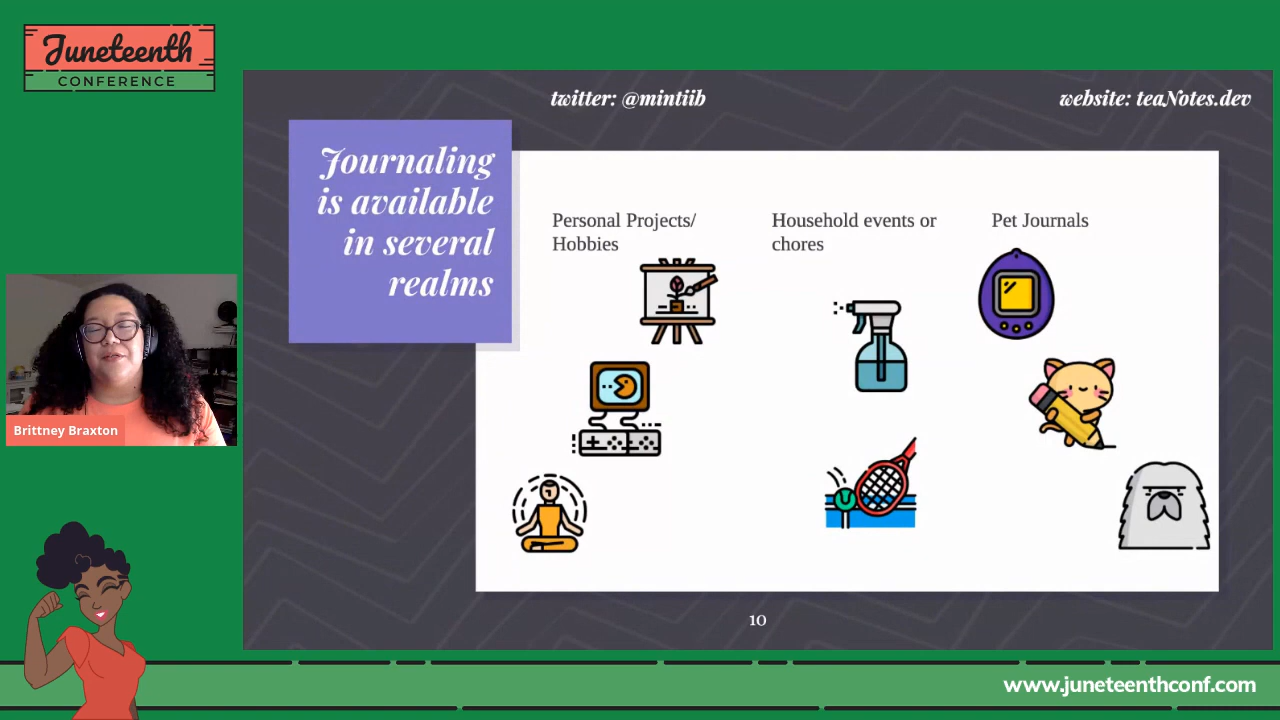 Juneteenth
CONFERENCE
twitter: @mintiib
website: teaNotes.dev
Journaling
is available
in several
realms
Personal Projects/
Hobbies
Household events or
chores
Pet Journals
Brittney Braxton
10
www.juneteenthconf.com